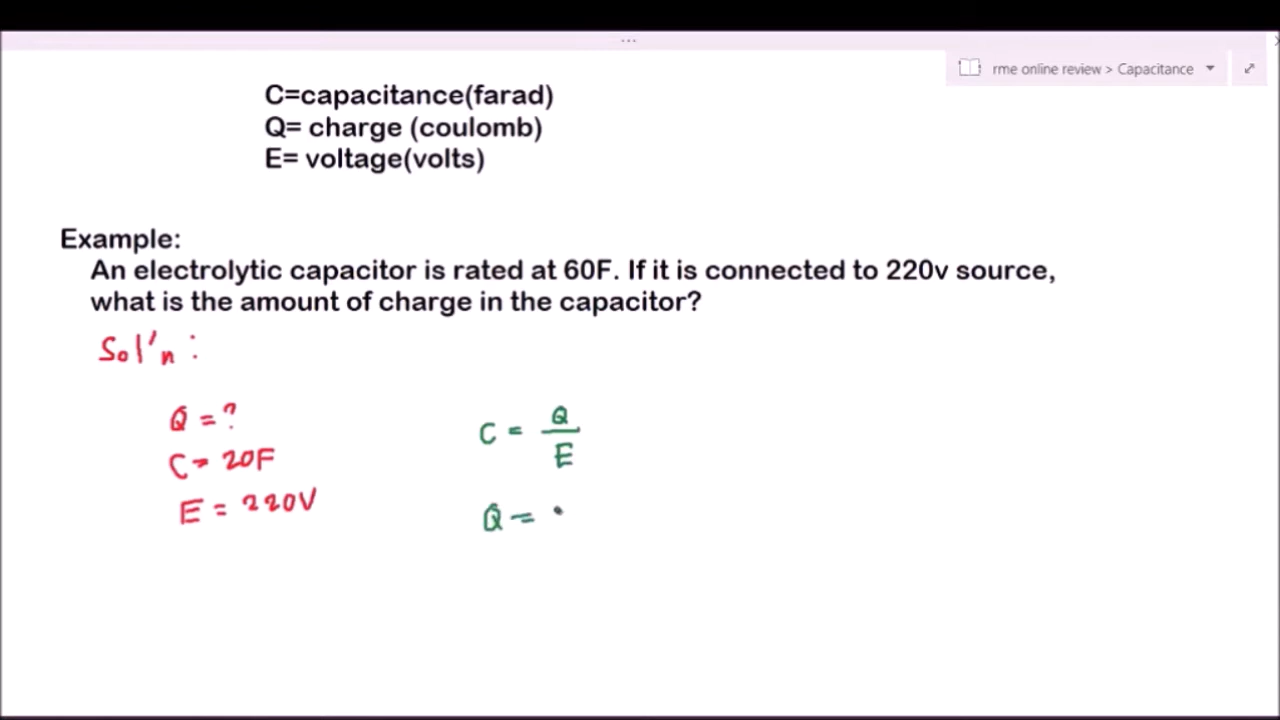 ...
rme online review > Capacitance
C=capacitance(farad)
Q= charge (coulomb)
E= voltage(volts)
Example:
An electrolytic capacitor is rated at 60F. If it is connected to 220v source,
what is the amount of charge in the capacitor?
Sol'n :
Q = ?
C = 20F
E = 220V
C = Q
E
Q =